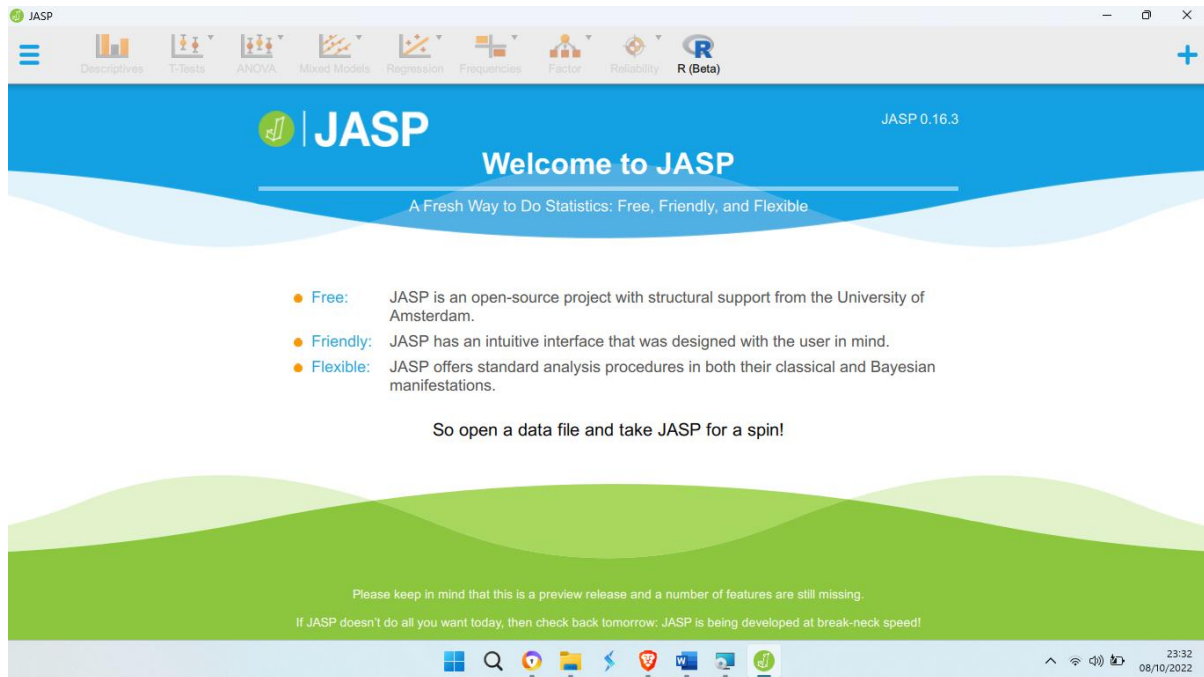 JASP
Descriptives T-Tests ANOVA Mixed Models Regression Frequencies Factor Reliability R (Beta)
JASP
JASP 0.16.3
Welcome to JASP
A Fresh Way to Do Statistics: Free, Friendly, and Flexible
Free: JASP is an open-source project with structural support from the University of
Amsterdam.
Friendly: JASP has an intuitive interface that was designed with the user in mind.
Flexible: JASP offers standard analysis procedures in both their classical and Bayesian
manifestations.
So open a data file and take JASP for a spin!
Please keep in mind that this is a preview release and a number of features are still missing.
If JASP doesn't do all you want today, then check back tomorrow: JASP is being developed at break-neck speed!
23:32
08/10/2022